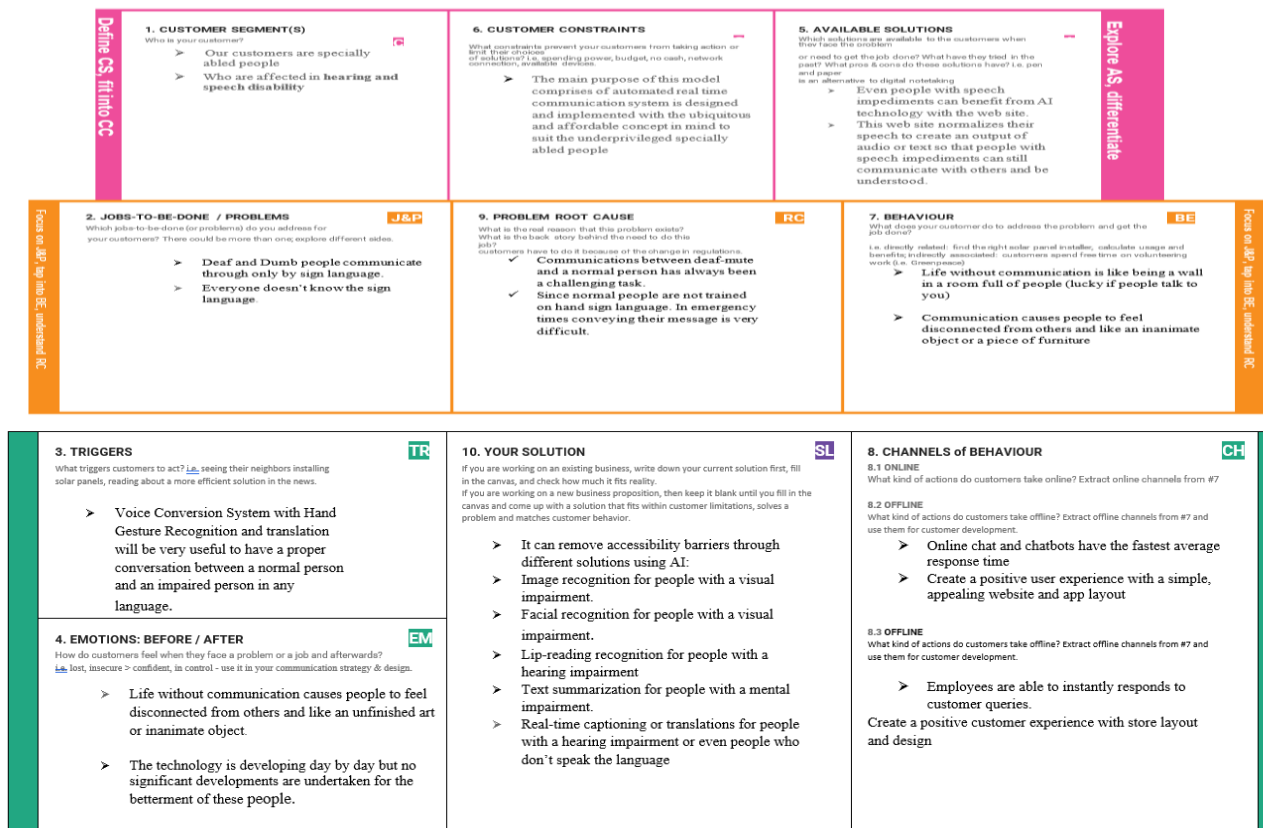 Define CS, fit into CC
1. CUSTOMER SEGMENT(S)
Who is your customer?
C
➤ Our customers are specially
abled people
➤ Who are affected in hearing and
speech disability
6. CUSTOMER CONSTRAINTS
What constraints prevent your customers from taking action or
limit their choices
of solutions? i.e. spending power, budget, no cash, network
connection, available devices.
➤ The main purpose of this model
comprises of automated real time
communication system is designed
and implemented with the ubiquitous
and affordable concept in mind to
suit the underprivileged specially
abled people
5. AVAILABLE SOLUTIONS
Which solutions are available to the customers when
they face the problem
or need to get the job done? What have they tried in the
past? What pros & cons do these solutions have? i.e. pen
and paper
is an alternative to digital notetaking
➤ Even people with speech
impediments can benefit from AI
technology with the web site.
➤ This web site normalizes their
speech to create an output of
audio or text so that people with
speech impediments can still
communicate with others and be
understood.
Explore AS, differentiate
Focus on J&P, tap into BE, understand RC
2. JOBS-TO-BE-DONE / PROBLEMS
J&P
Which jobs-to-be-done (or problems) do you address for
your customers? There could be more than one; explore different sides.
➤ Deaf and Dumb people communicate
through only by sign language.
➤ Everyone doesn't know the sign
language.
9. PROBLEM ROOT CAUSE
RC
What is the real reason that this problem exists?
What is the back story behind the need to do this
job?
customers have to do it because of the change in regulations.
✓ Communications between deaf-mute
and a normal person has always been
a challenging task.
✓ Since normal people are not trained
on hand sign language. In emergency
times conveying their message is very
difficult.
7. BEHAVIOUR
BE
What does your customer do to address the problem and get the
job done?
i.e. directly related: find the right solar panel installer, calculate usage and
benefits; indirectly associated: customers spend free time on volunteering
work (i.e. Greenpeace)
➤ Life without communication is like being a wall
in a room full of people (lucky if people talk to
you)
➤ Communication causes people to feel
disconnected from others and like an inanimate
object or a piece of furniture
Focus on J&P, tap into BE, understand RC
3. TRIGGERS
TR
What triggers customers to act? i.e. seeing their neighbors installing
solar panels, reading about a more efficient solution in the news.
➤ Voice Conversion System with Hand
Gesture Recognition and translation
will be very useful to have a proper
conversation between a normal person
and an impaired person in any
language.
4. EMOTIONS: BEFORE / AFTER
EM
How do customers feel when they face a problem or a job and afterwards?
i.e. lost, insecure > confident, in control - use it in your communication strategy & design.
➤ Life without communication causes people to feel
disconnected from others and like an unfinished art
or inanimate object.
➤ The technology is developing day by day but no
significant developments are undertaken for the
betterment of these people.
10. YOUR SOLUTION
SL
If you are working on an existing business, write down your current solution first, fill
in the canvas, and check how much it fits reality.
If you are working on a new business proposition, then keep it blank until you fill in the
canvas and come up with a solution that fits within customer limitations, solves a
problem and matches customer behavior.
➤ It can remove accessibility barriers through
different solutions using AI:
➤ Image recognition for people with a visual
impairment.
➤ Facial recognition for people with a visual
impairment.
➤ Lip-reading recognition for people with a
hearing impairment
➤ Text summarization for people with a mental
impairment.
➤ Real-time captioning or translations for people
with a hearing impairment or even people who
don't speak the language
8. CHANNELS of BEHAVIOUR
CH
8.1 ONLINE
What kind of actions do customers take online? Extract online channels from #7
8.2 OFFLINE
What kind of actions do customers take offline? Extract offline channels from #7 and
use them for customer development.
➤ Online chat and chatbots have the fastest average
response time
➤ Create a positive user experience with a simple,
appealing website and app layout
8.3 OFFLINE
What kind of actions do customers take offline? Extract offline channels from #7 and
use them for customer development.
➤ Employees are able to instantly responds to
customer queries.
Create a positive customer experience with store layout
and design